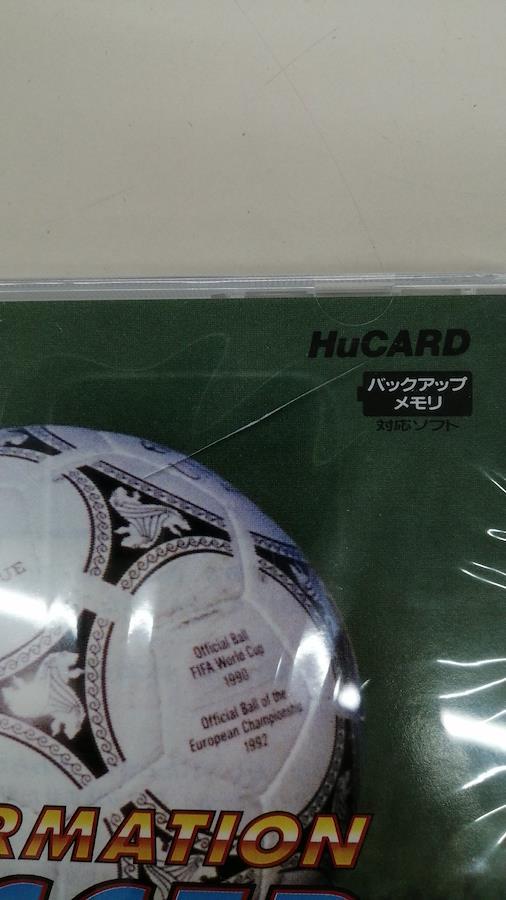 HuCARD
バックアップ
メモリ
対応ソフト
Official Ball
FIFA World Cup
1990
Official Ball of the
European Championship
1992
RMATION